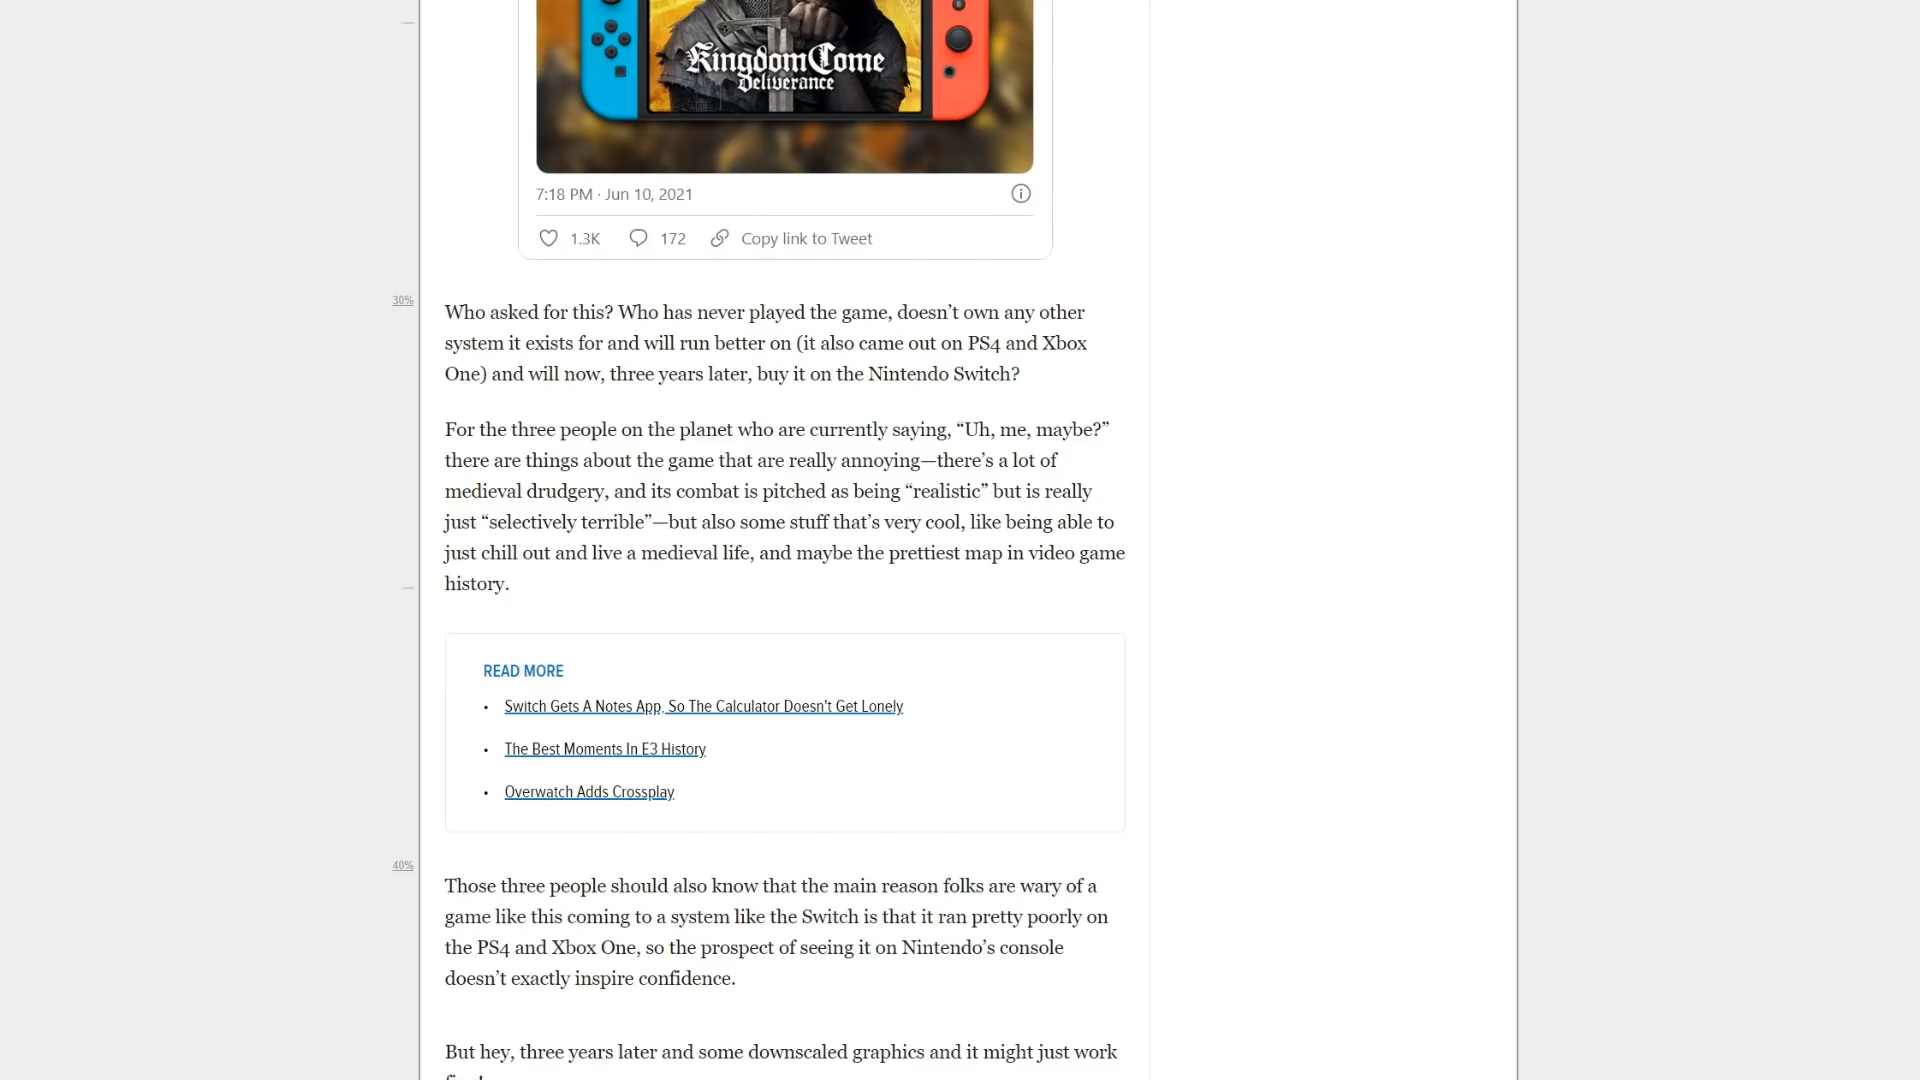 Kingdom Come
Deliverance
7:18 PM · Jun 10, 2021
1.3K 172 Copy link to Tweet
30%
Who asked for this? Who has never played the game, doesn’t own any other
system it exists for and will run better on (it also came out on PS4 and Xbox
One) and will now, three years later, buy it on the Nintendo Switch?
For the three people on the planet who are currently saying, “Uh, me, maybe?”
there are things about the game that are really annoying—there’s a lot of
medieval drudgery, and its combat is pitched as being “realistic” but is really
just “selectively terrible”—but also some stuff that’s very cool, like being able to
just chill out and live a medieval life, and maybe the prettiest map in video game
history.
READ MORE
• Switch Gets A Notes App, So The Calculator Doesn't Get Lonely
• The Best Moments In E3 History
• Overwatch Adds Crossplay
40%
Those three people should also know that the main reason folks are wary of a
game like this coming to a system like the Switch is that it ran pretty poorly on
the PS4 and Xbox One, so the prospect of seeing it on Nintendo’s console
doesn’t exactly inspire confidence.
But hey, three years later and some downscaled graphics and it might just work